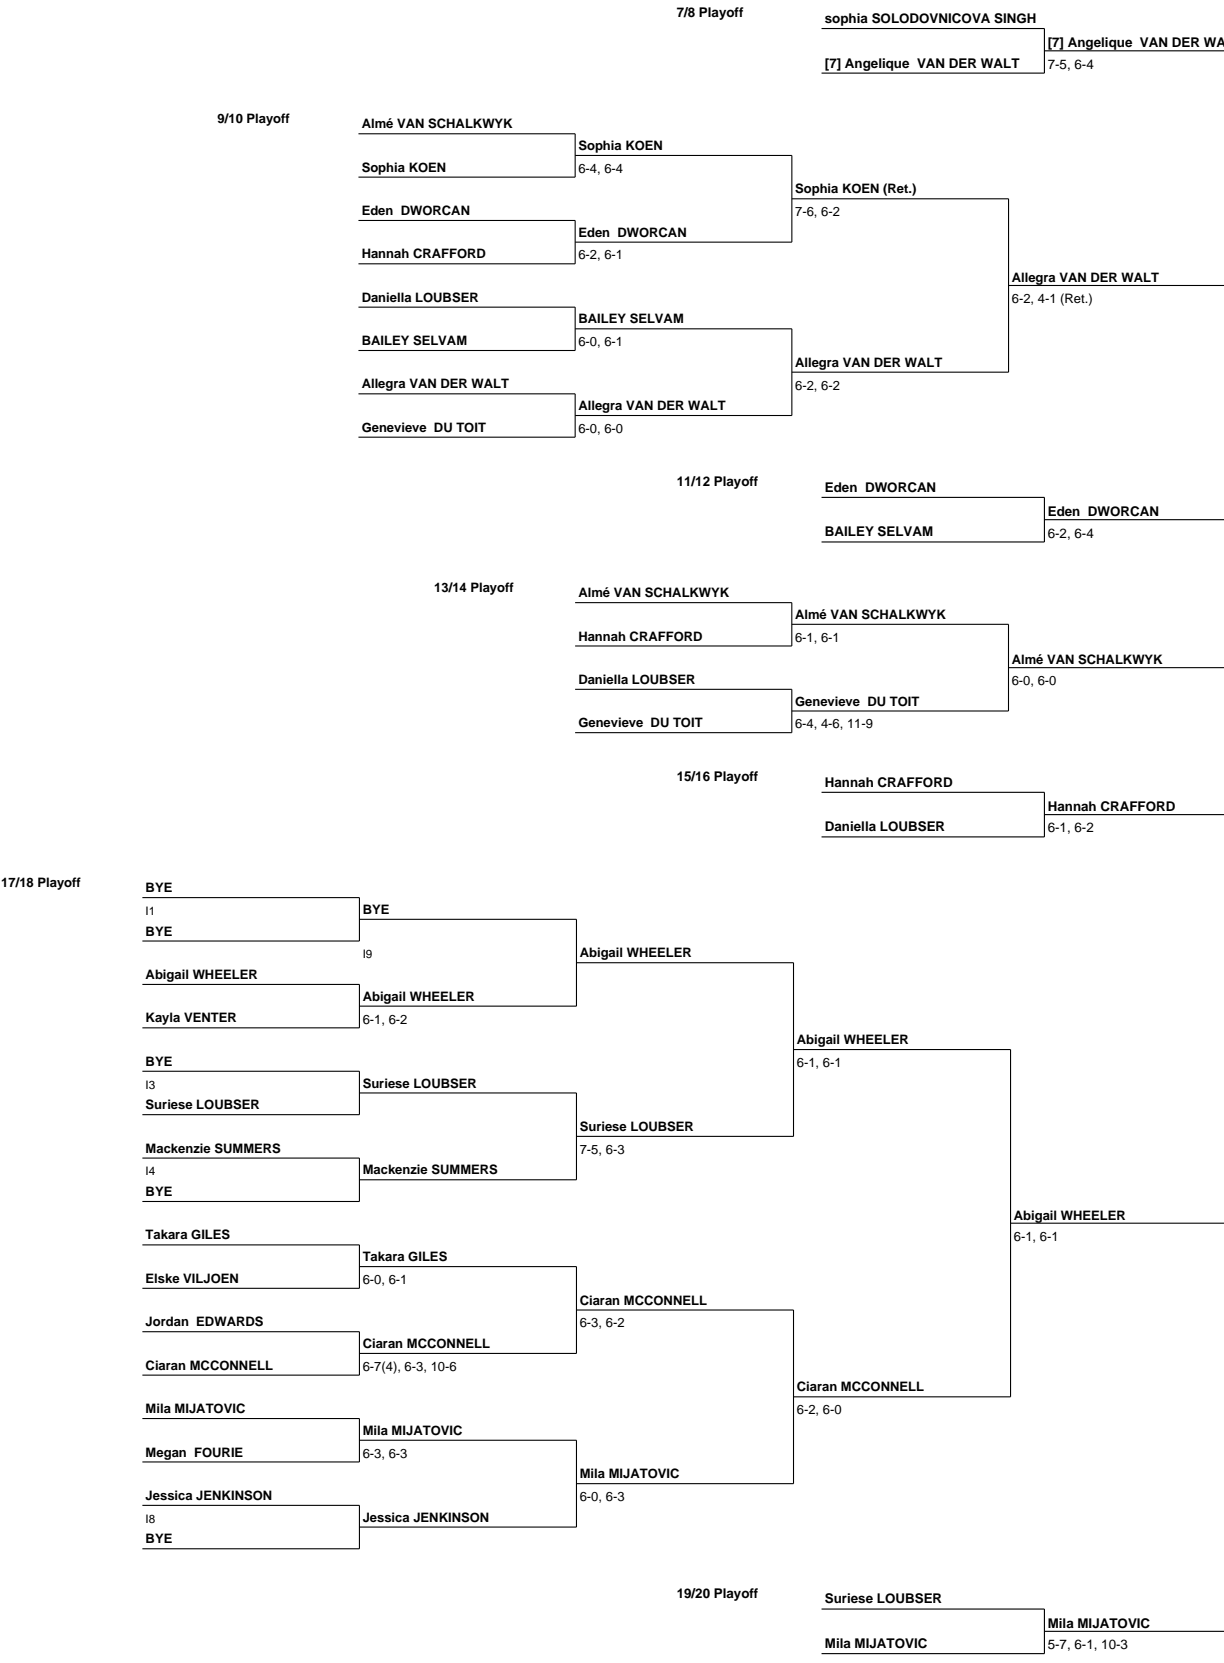 7/8 Playoff
sophia SOLODOVNICOVA SINGH
[7] Angelique VAN DER WA
[7] Angelique VAN DER WALT
7-5, 6-4
9/10 Playoff
Almé VAN SCHALKWYK
Sophia KOEN
Sophia KOEN
6-4, 6-4
Sophia KOEN (Ret.)
7-6, 6-2
Eden DWORCAN
Eden DWORCAN
Hannah CRAFFORD
6-2, 6-1
Allegra VAN DER WALT
6-2, 4-1 (Ret.)
Daniella LOUBSER
BAILEY SELVAM
BAILEY SELVAM
6-0, 6-1
Allegra VAN DER WALT
6-2, 6-2
Allegra VAN DER WALT
Allegra VAN DER WALT
Genevieve DU TOIT
6-0, 6-0
11/12 Playoff
Eden DWORCAN
Eden DWORCAN
BAILEY SELVAM
6-2, 6-4
13/14 Playoff
Almé VAN SCHALKWYK
Almé VAN SCHALKWYK
Hannah CRAFFORD
6-1, 6-1
Almé VAN SCHALKWYK
6-0, 6-0
Daniella LOUBSER
Genevieve DU TOIT
Genevieve DU TOIT
6-4, 4-6, 11-9
15/16 Playoff
Hannah CRAFFORD
Hannah CRAFFORD
Daniella LOUBSER
6-1, 6-2
17/18 Playoff
BYE
I1
BYE
BYE
I9
Abigail WHEELER
Abigail WHEELER
Abigail WHEELER
Kayla VENTER
6-1, 6-2
Abigail WHEELER
6-1, 6-1
BYE
I3
Suriese LOUBSER
Suriese LOUBSER
Suriese LOUBSER
7-5, 6-3
Mackenzie SUMMERS
I4
Mackenzie SUMMERS
BYE
Abigail WHEELER
6-1, 6-1
Takara GILES
Takara GILES
Elske VILJOEN
6-0, 6-1
Ciaran MCCONNELL
6-3, 6-2
Jordan EDWARDS
Ciaran MCCONNELL
Ciaran MCCONNELL
6-7(4), 6-3, 10-6
Ciaran MCCONNELL
6-2, 6-0
Mila MIJATOVIC
Mila MIJATOVIC
Megan FOURIE
6-3, 6-3
Mila MIJATOVIC
6-0, 6-3
Jessica JENKINSON
I8
Jessica JENKINSON
BYE
19/20 Playoff
Suriese LOUBSER
Mila MIJATOVIC
Mila MIJATOVIC
5-7, 6-1, 10-3